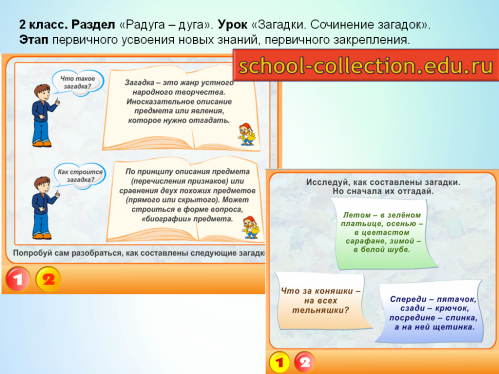 2 класс. Раздел «Радуга – дуга». Урок «Загадки. Сочинение загадок».
Этап первичного усвоения новых знаний, первичного закрепления.
school-collection.edu.ru
Что такое
загадка?
Загадка – это жанр устного
народного творчества.
Иносказательное описание
предмета или явления,
которое нужно отгадать.
Как строится
загадка?
По принципу описания предмета
(перечисления признаков) или
сравнения двух похожих предметов
(прямого или скрытого). Может
строиться в форме вопроса,
«биографии» предмета.
Попробуй сам разобраться, как составлены следующие загадк
1 2
Исследуй, как составлены загадки.
Но сначала их отгадай.
Летом – в зелёном
платьице, осенью –
в цветастом
сарафане, зимой –
в белой шубе.
Что за коняшки –
на всех
тельняшки?
Спереди – пятачок,
сзади – крючок,
посредине – спинка,
а на ней щетинка.
1 2